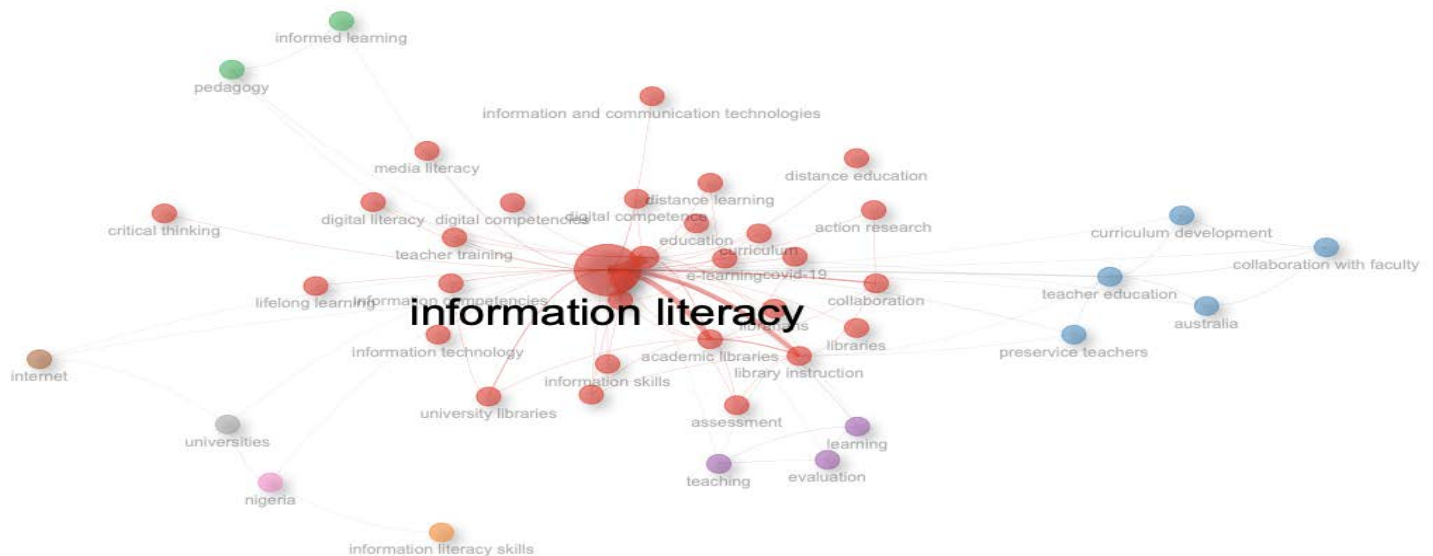 informed learning
pedagogy
information and communication technologies
media literacy
distance education
distance learning
digital literacy
digital competencies
digital competence
critical thinking
education
action research
curriculum development
teacher training
curriculum
collaboration with faculty
e-learning
covid-19
teacher education
lifelong learning
information competencies
collaboration
information literacy
librarians
australia
information technology
academic libraries
libraries
preservice teachers
internet
information skills
library instruction
university libraries
assessment
universities
learning
teaching
evaluation
nigeria
information literacy skills